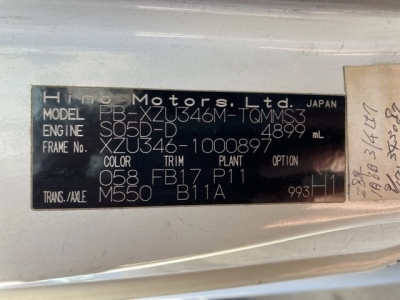 Hino Motors, Ltd. JAPAN
MODEL PB-XZU346M-TQMMS3
ENGINE S05D-D 4899 mL
FRAME No. XZU346-1000897
COLOR TRIM PLANT OPTION
058 FB17 P11
TRANS./AXLE M550 B11A 993 H1